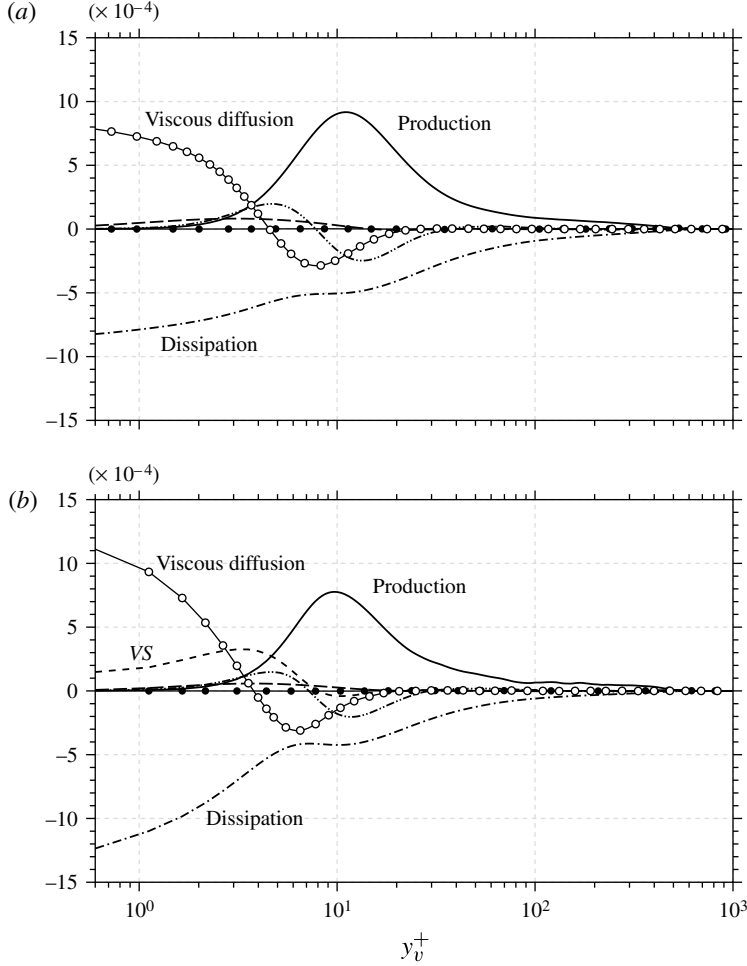 (a)
(× 10⁻⁴)
15
10
5
0
−5
−10
−15
Viscous diffusion
Production
Dissipation
(b)
(× 10⁻⁴)
15
10
5
0
−5
−10
−15
Viscous diffusion
Production
VS
Dissipation
10⁰ 10¹ 10² 10³
y_v^+